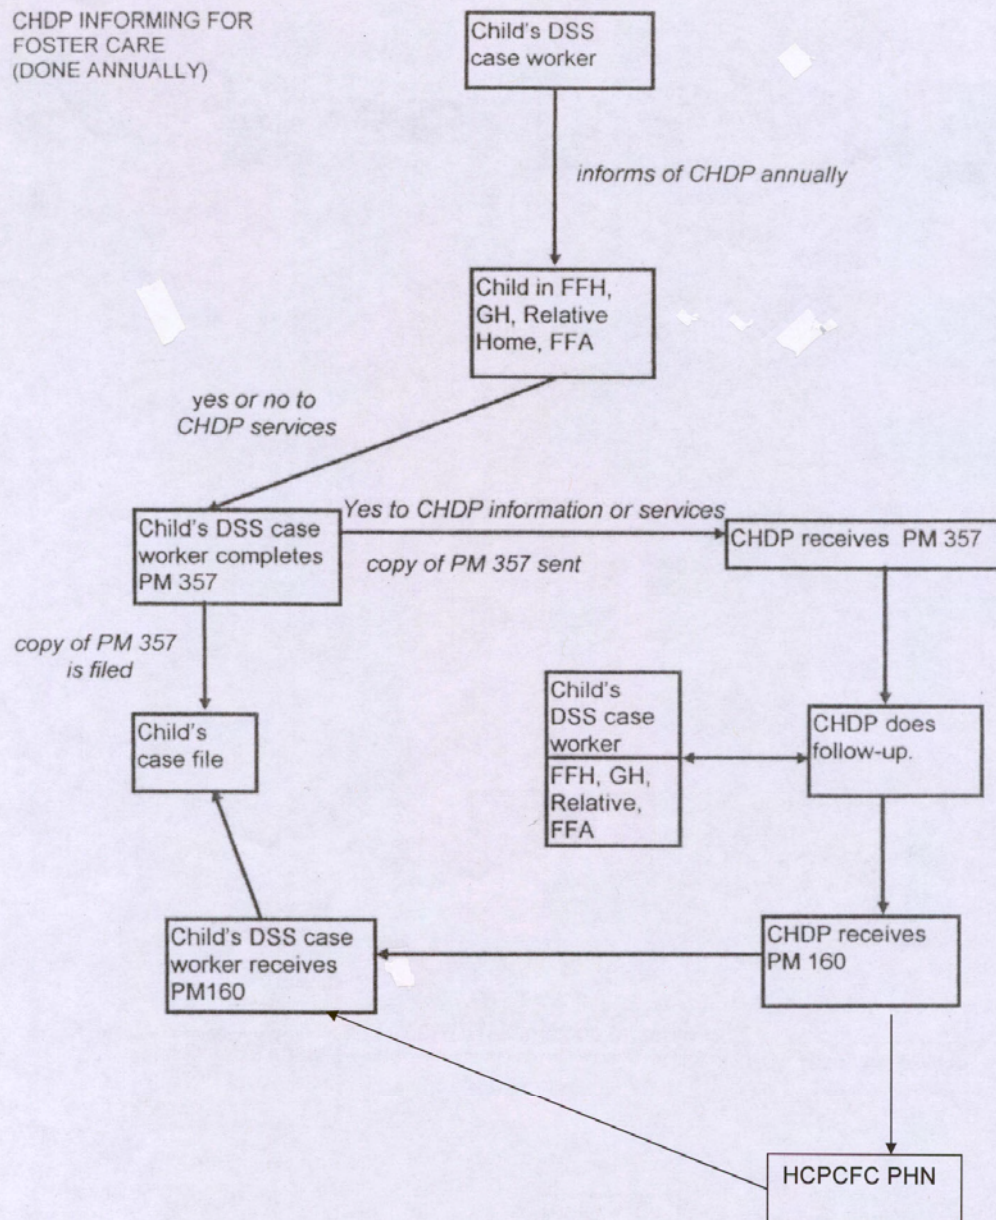 CHDP INFORMING FOR
FOSTER CARE
(DONE ANNUALLY)
Child's DSS
case worker
informs of CHDP annually
Child in FFH,
GH, Relative
Home, FFA
yes or no to
CHDP services
Child's DSS case
worker completes
PM 357
Yes to CHDP information or services
copy of PM 357 sent
CHDP receives PM 357
copy of PM 357
is filed
Child's
case file
Child's
DSS case
worker
FFH, GH,
Relative,
FFA
CHDP does
follow-up.
Child's DSS case
worker receives
PM160
CHDP receives
PM 160
HCPCFC PHN